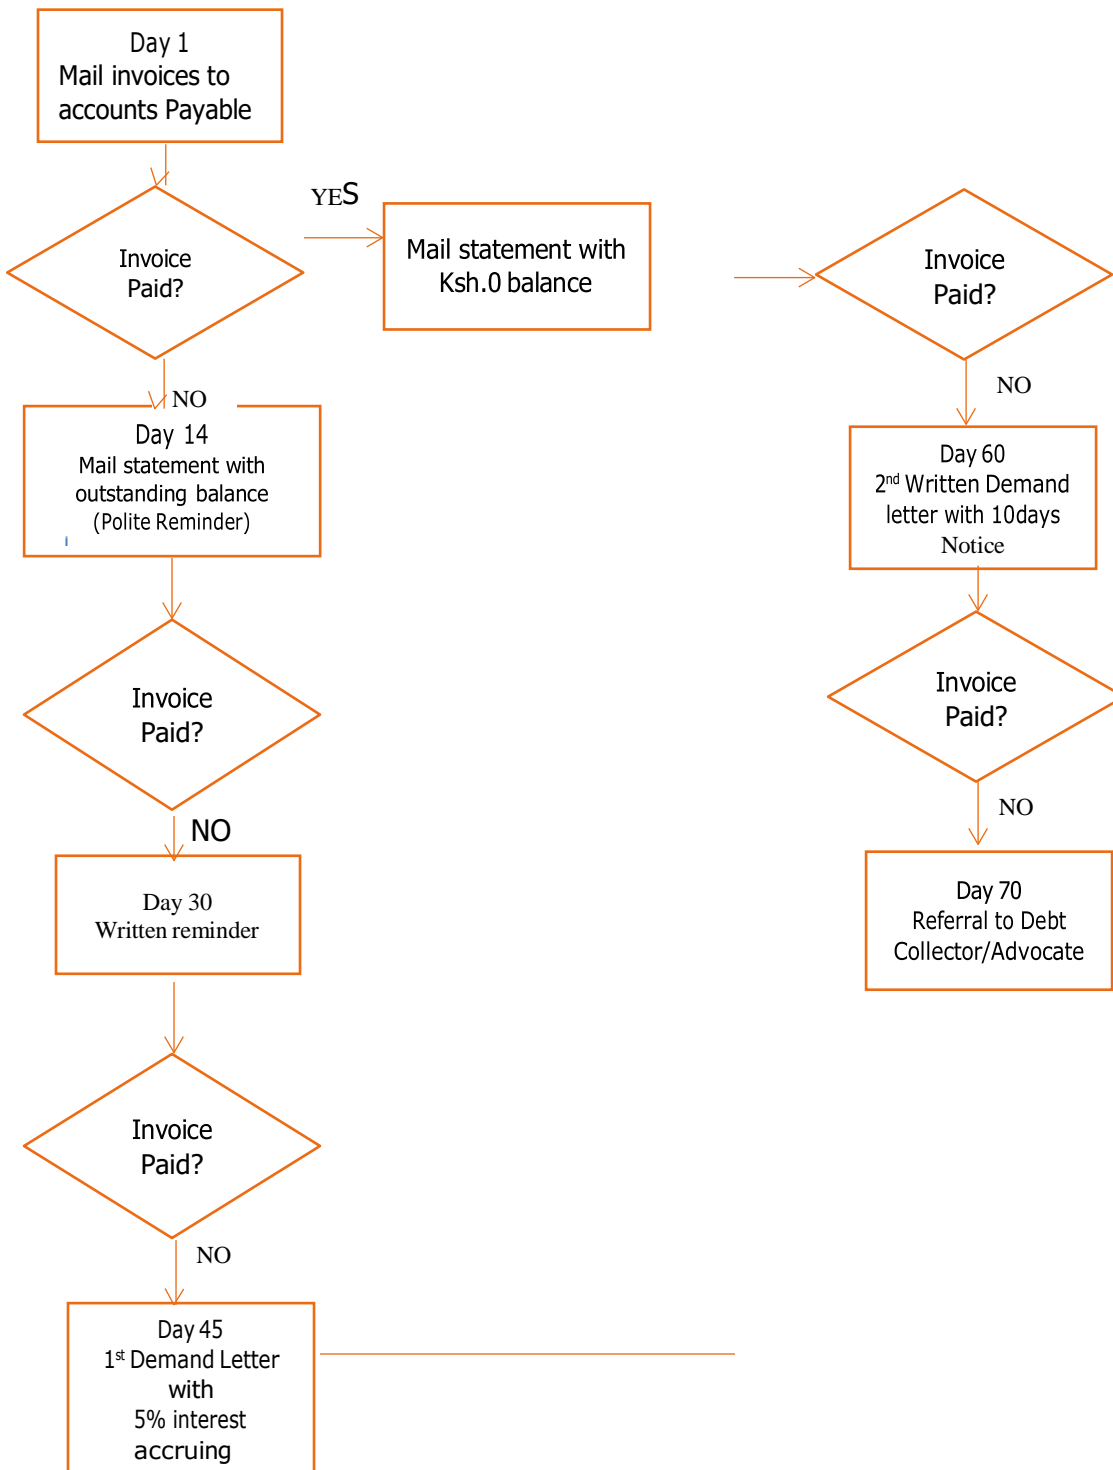 Day 1
Mail invoices to
accounts Payable
Invoice
Paid?
YES
Mail statement with
Ksh.0 balance
NO
Day 14
Mail statement with
outstanding balance
(Polite Reminder)
Invoice
Paid?
NO
Day 30
Written reminder
Invoice
Paid?
NO
Day 45
1st Demand Letter
with
5% interest
accruing
Invoice
Paid?
NO
Day 60
2nd Written Demand
letter with 10days
Notice
Invoice
Paid?
NO
Day 70
Referral to Debt
Collector/Advocate